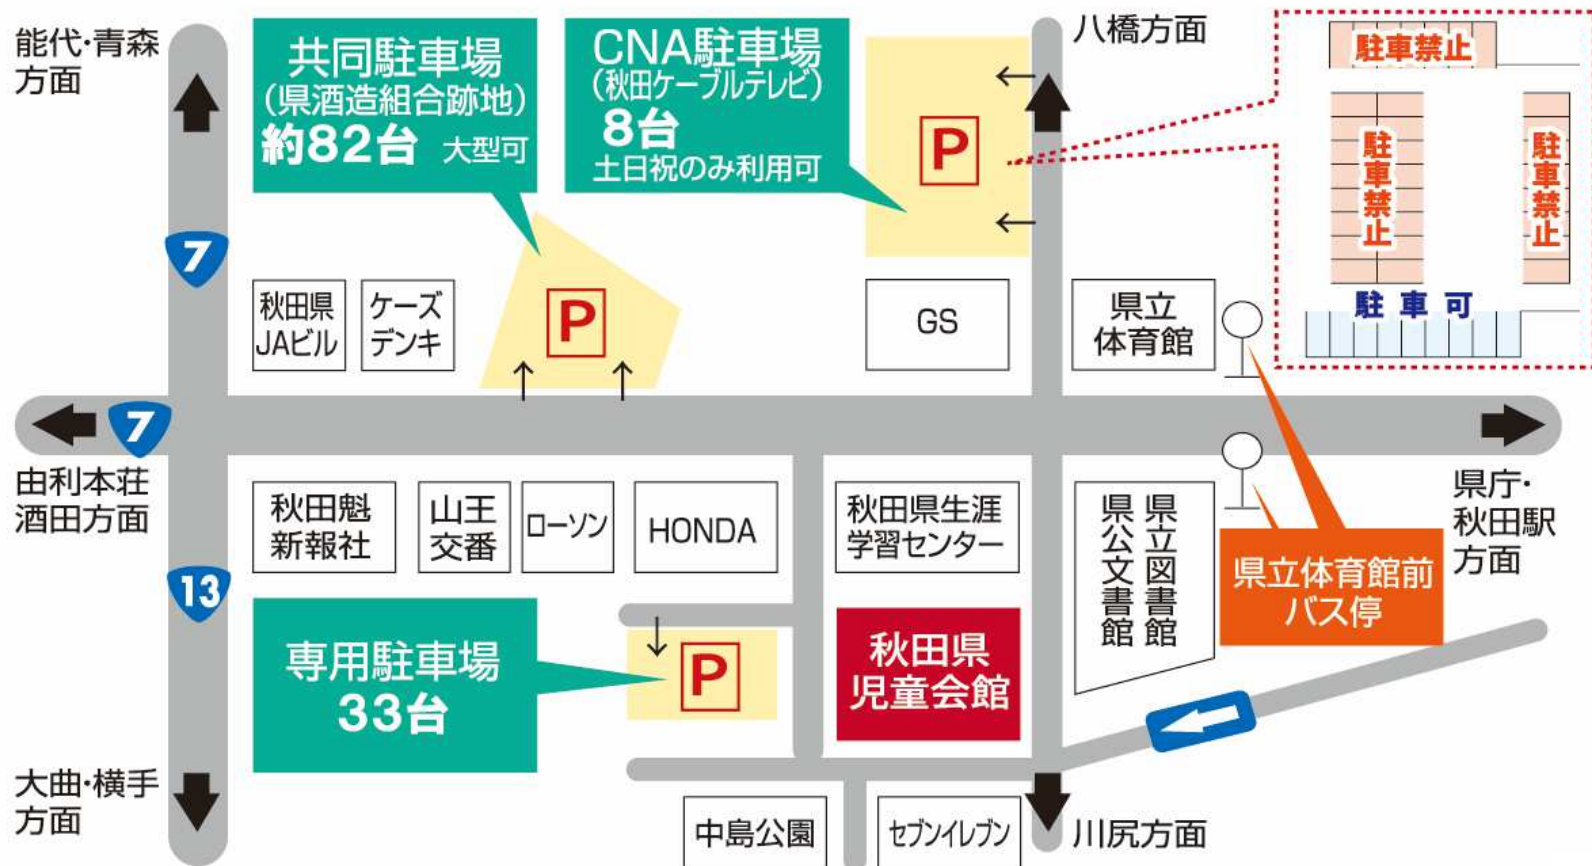 能代・青森
方面
共同駐車場
(県酒造組合跡地)
約82台 大型可
CNA駐車場
(秋田ケーブルテレビ)
8台
土日祝のみ利用可
P
八橋方面
駐車禁止
駐車禁止
駐車禁止
駐車可
7
秋田県
JAビル
ケーズ
デンキ
P
GS
県立
体育館
7
由利本荘
酒田方面
県庁・
秋田駅
方面
秋田魁
新報社
山王
交番
ローソン
HONDA
秋田県生涯
学習センター
県立図書館
県公文書館
県立体育館前
バス停
13
専用駐車場
33台
P
秋田県
児童会館
大曲・横手
方面
中島公園
セブンイレブン
川尻方面